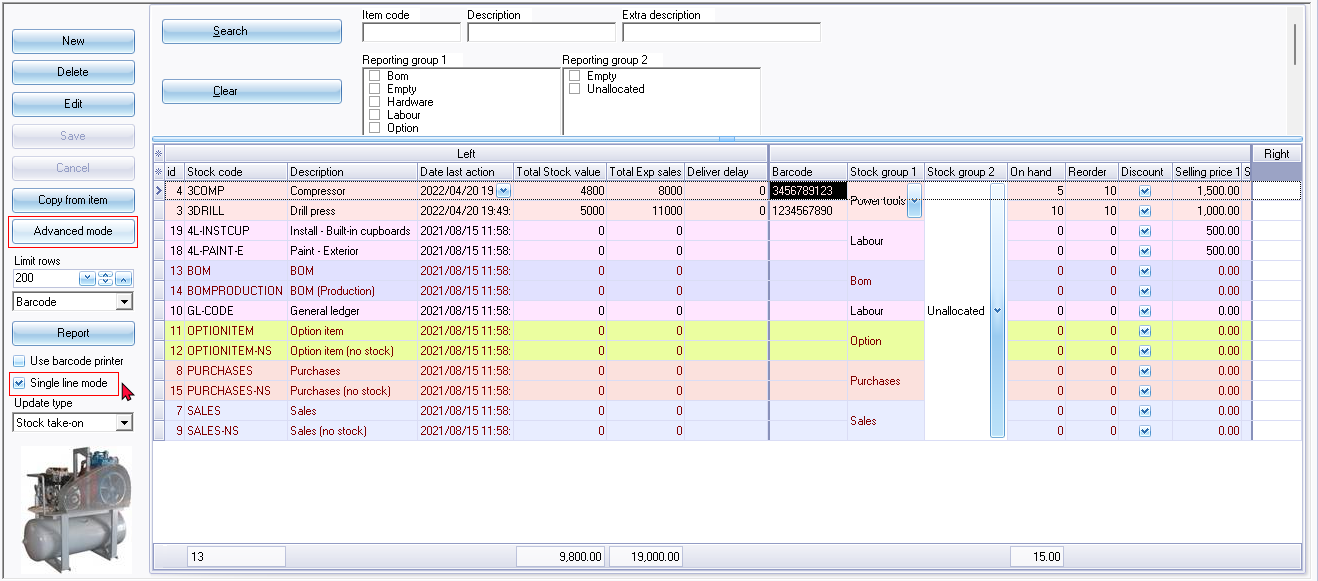 New
Delete
Edit
Save
Cancel
Copy from item
Advanced mode
Limit rows
200
Barcode
Report
Use barcode printer
Single line mode
Update type
Stock take-on
Search
Clear
Item code Description Extra description
Reporting group 1 Reporting group 2
Bom Empty
Empty Unallocated
Hardware
Labour
Option
Left Right
id Stock code Description Date last action Total Stock value Total Exp sales Deliver delay Barcode Stock group 1 Stock group 2 On hand Reorder Discount Selling price 1 S
4 3COMP Compressor 2022/04/20 19 4800 8000 0 3456789123 5 10 1,500.00
Power tools
3 3DRILL Drill press 2022/04/20 19:49: 5000 11000 0 1234567890 10 10 1,000.00
19 4L-INSTCUP Install - Built-in cupboards 2021/08/15 11:58: 0 0 500.00
Labour
18 4L-PAINT-E Paint - Exterior 2021/08/15 11:58: 0 0 500.00
13 BOM BOM 2021/08/15 11:58: 0 0 0 0 0.00
Bom
14 BOMPRODUCTION BOM (Production) 2021/08/15 11:58: 0 0 0 0 0.00
10 GL-CODE General ledger 2021/08/15 11:58: 0 0 Labour Unallocated 0 0 0.00
11 OPTIONITEM Option item 2021/08/15 11:58: 0 0 0 0 0.00
Option
12 OPTIONITEM-NS Option item (no stock) 2021/08/15 11:58: 0 0 0 0 0.00
8 PURCHASES Purchases 2021/08/15 11:58: 0 0 0 0 0.00
Purchases
15 PURCHASES-NS Purchases (no stock) 2021/08/15 11:58: 0 0 0 0 0.00
7 SALES Sales 2021/08/15 11:58: 0 0 0 0 0.00
Sales
9 SALES-NS Sales (no stock) 2021/08/15 11:58: 0 0 0 0 0.00
13 9,800.00 19,000.00 15.00